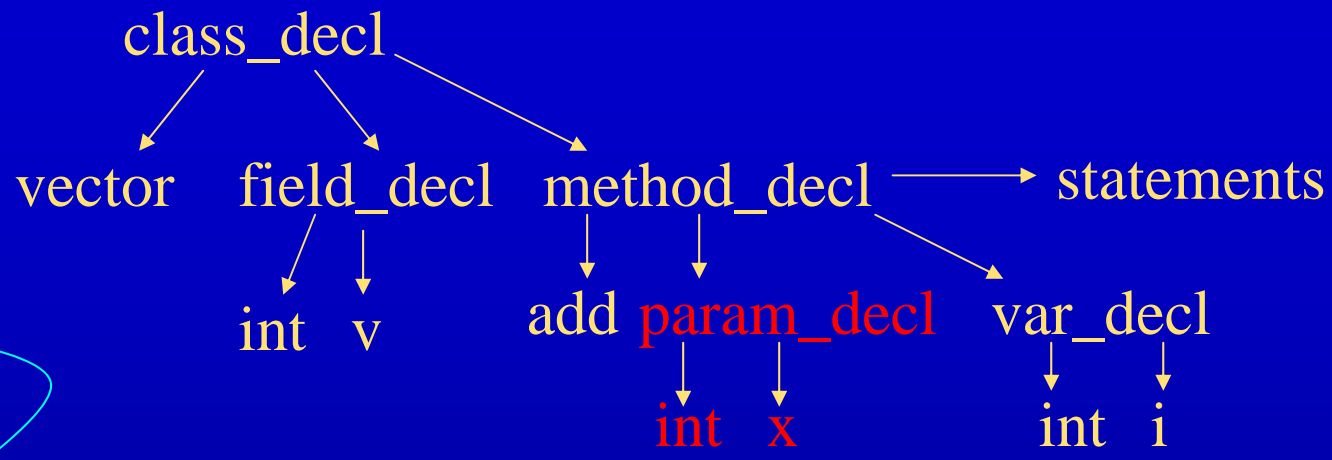 class_decl
vector field_decl method_decl statements
int v add param_decl var_decl
int x int i